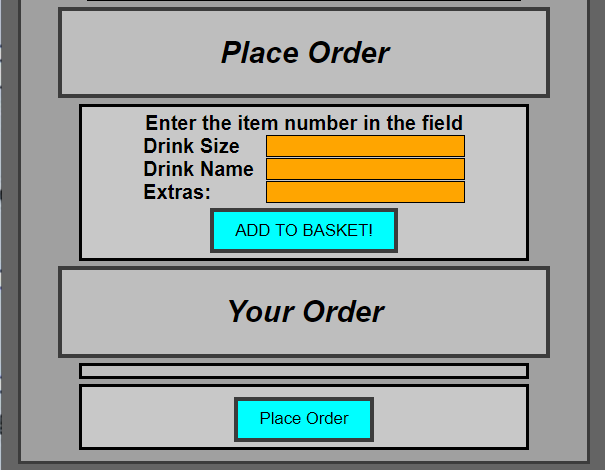 Place Order
Enter the item number in the field
Drink Size
Drink Name
Extras:
ADD TO BASKET!
Your Order
Place Order